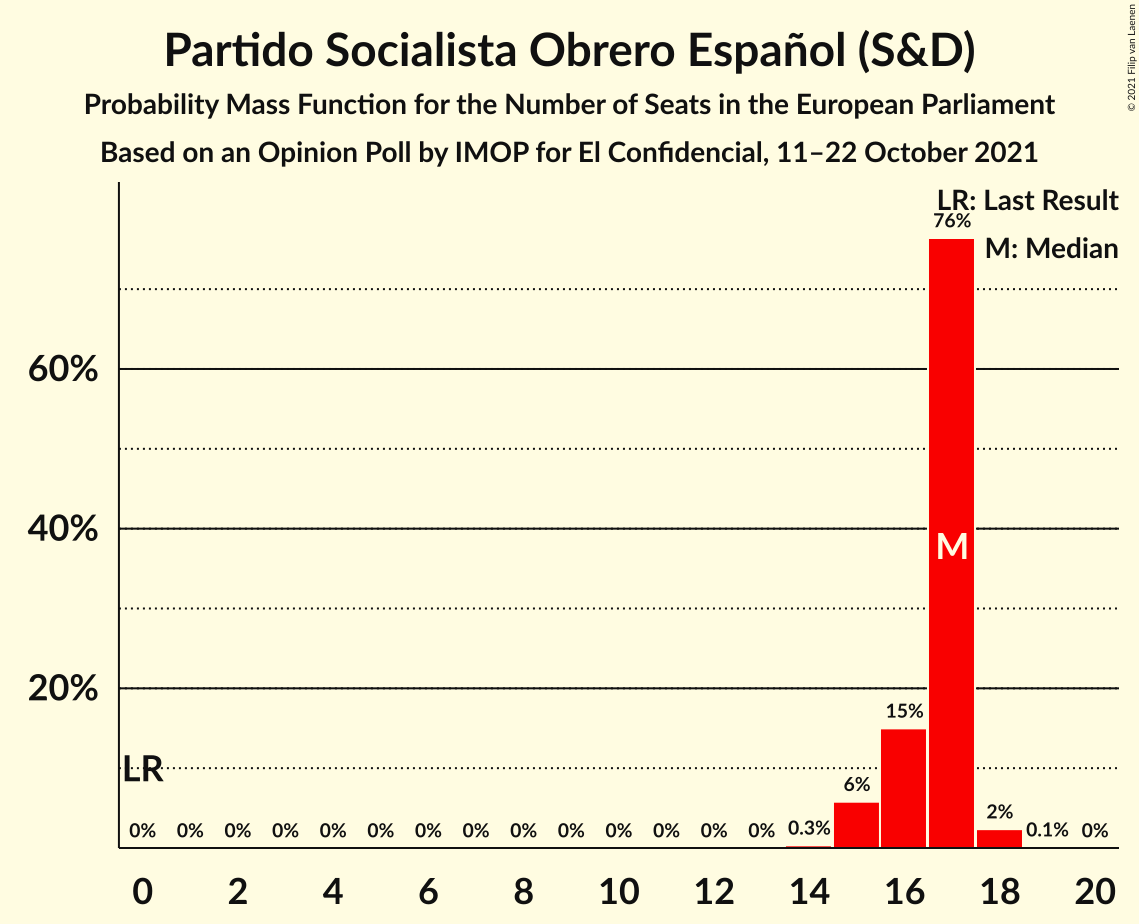 Partido Socialista Obrero Español (S&D)
Probability Mass Function for the Number of Seats in the European Parliament
Based on an Opinion Poll by IMOP for El Confidencial, 11–22 October 2021
© 2021 Filip van Laenen
LR: Last Result
M: Median
60%
40%
20%
LR
M
0% 0% 0% 0% 0% 0% 0% 0% 0% 0% 0% 0% 0% 0% 0.3% 6% 15% 76% 2% 0.1% 0%
0 2 4 6 8 10 12 14 16 18 20